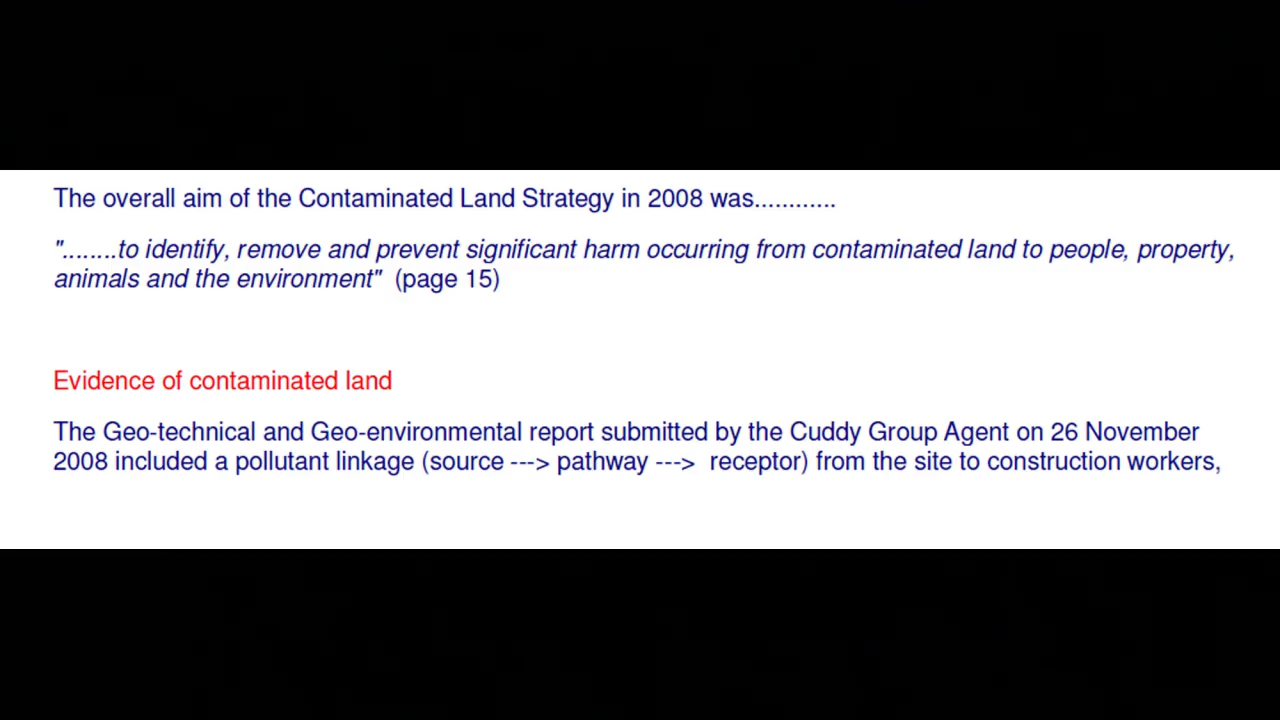 The overall aim of the Contaminated Land Strategy in 2008 was............
"........to identify, remove and prevent significant harm occurring from contaminated land to people, property,
animals and the environment"  (page 15)
Evidence of contaminated land
The Geo-technical and Geo-environmental report submitted by the Cuddy Group Agent on 26 November
2008 included a pollutant linkage (source ---> pathway --->  receptor) from the site to construction workers,